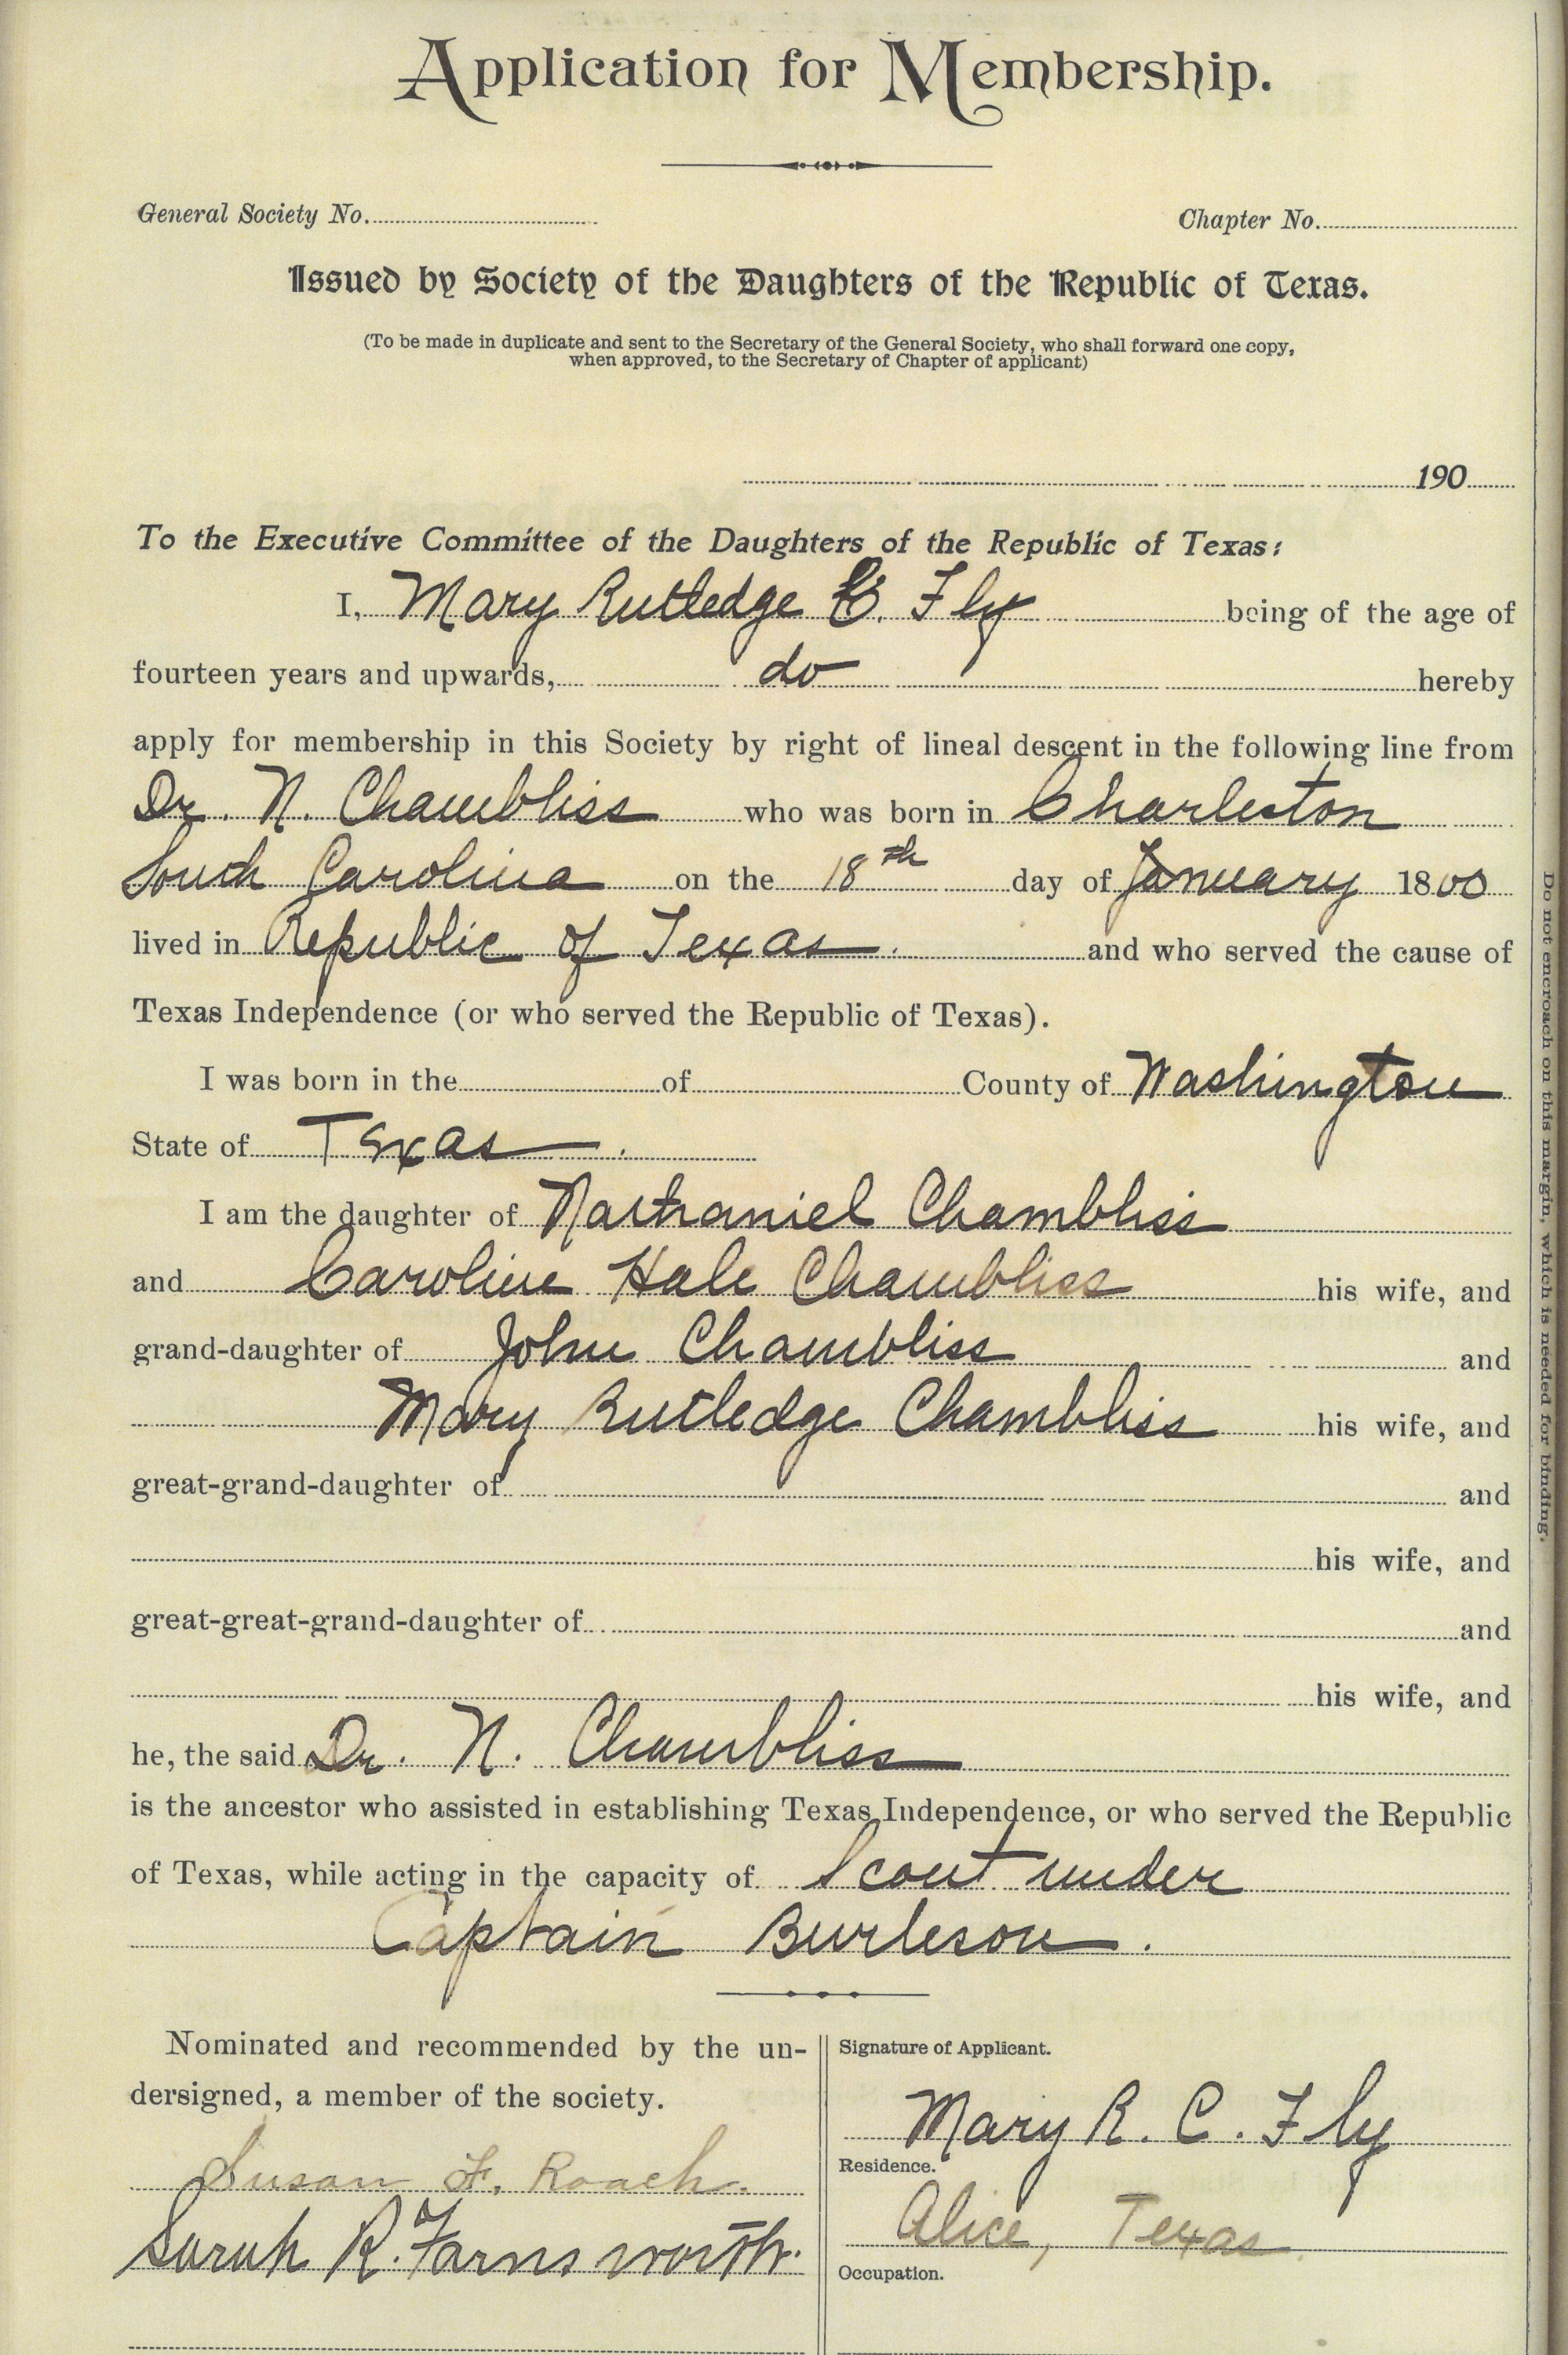 Application for Membership.
General Society No. Chapter No.
Issued by Society of the Daughters of the Republic of Texas.
(To be made in duplicate and sent to the Secretary of the General Society, who shall forward one copy,
when approved, to the Secretary of Chapter of applicant)
190
To the Executive Committee of the Daughters of the Republic of Texas:
I, Mary Rutledge C. Fly being of the age of
fourteen years and upwards, do hereby
apply for membership in this Society by right of lineal descent in the following line from
Dr. N. Chambliss who was born in Charleston
South Carolina on the 18th day of January 1800
lived in Republic of Texas. and who served the cause of
Texas Independence (or who served the Republic of Texas).
I was born in the of County of Washington
State of Texas.
I am the daughter of Nathaniel Chambliss
and Caroline Hale Chambliss his wife, and
grand-daughter of John Chambliss and
Mary Rutledge Chambliss his wife, and
great-grand-daughter of and
his wife, and
great-great-grand-daughter of and
his wife, and
he, the said Dr. N. Chambliss
is the ancestor who assisted in establishing Texas Independence, or who served the Republic
of Texas, while acting in the capacity of Scout under
Captain Burleson.
Nominated and recommended by the un-
dersigned, a member of the society.
Susan F. Roach.
Sarah R. Farnsworth.
Signature of Applicant.
Mary R. C. Fly
Residence.
Alice, Texas.
Occupation.
Do not encroach on this margin, which is needed for binding.